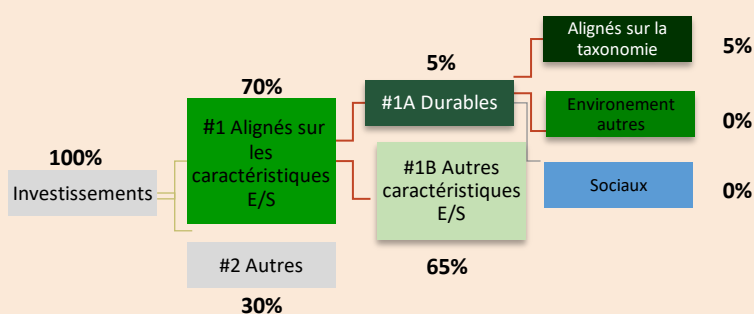 100%
Investissements
70%
#1 Alignés sur
les
caractéristiques
E/S
#2 Autres
30%
5%
#1A Durables
#1B Autres
caractéristiques
E/S
65%
Alignés sur la
taxonomie
5%
Environement
autres
0%
Sociaux
0%